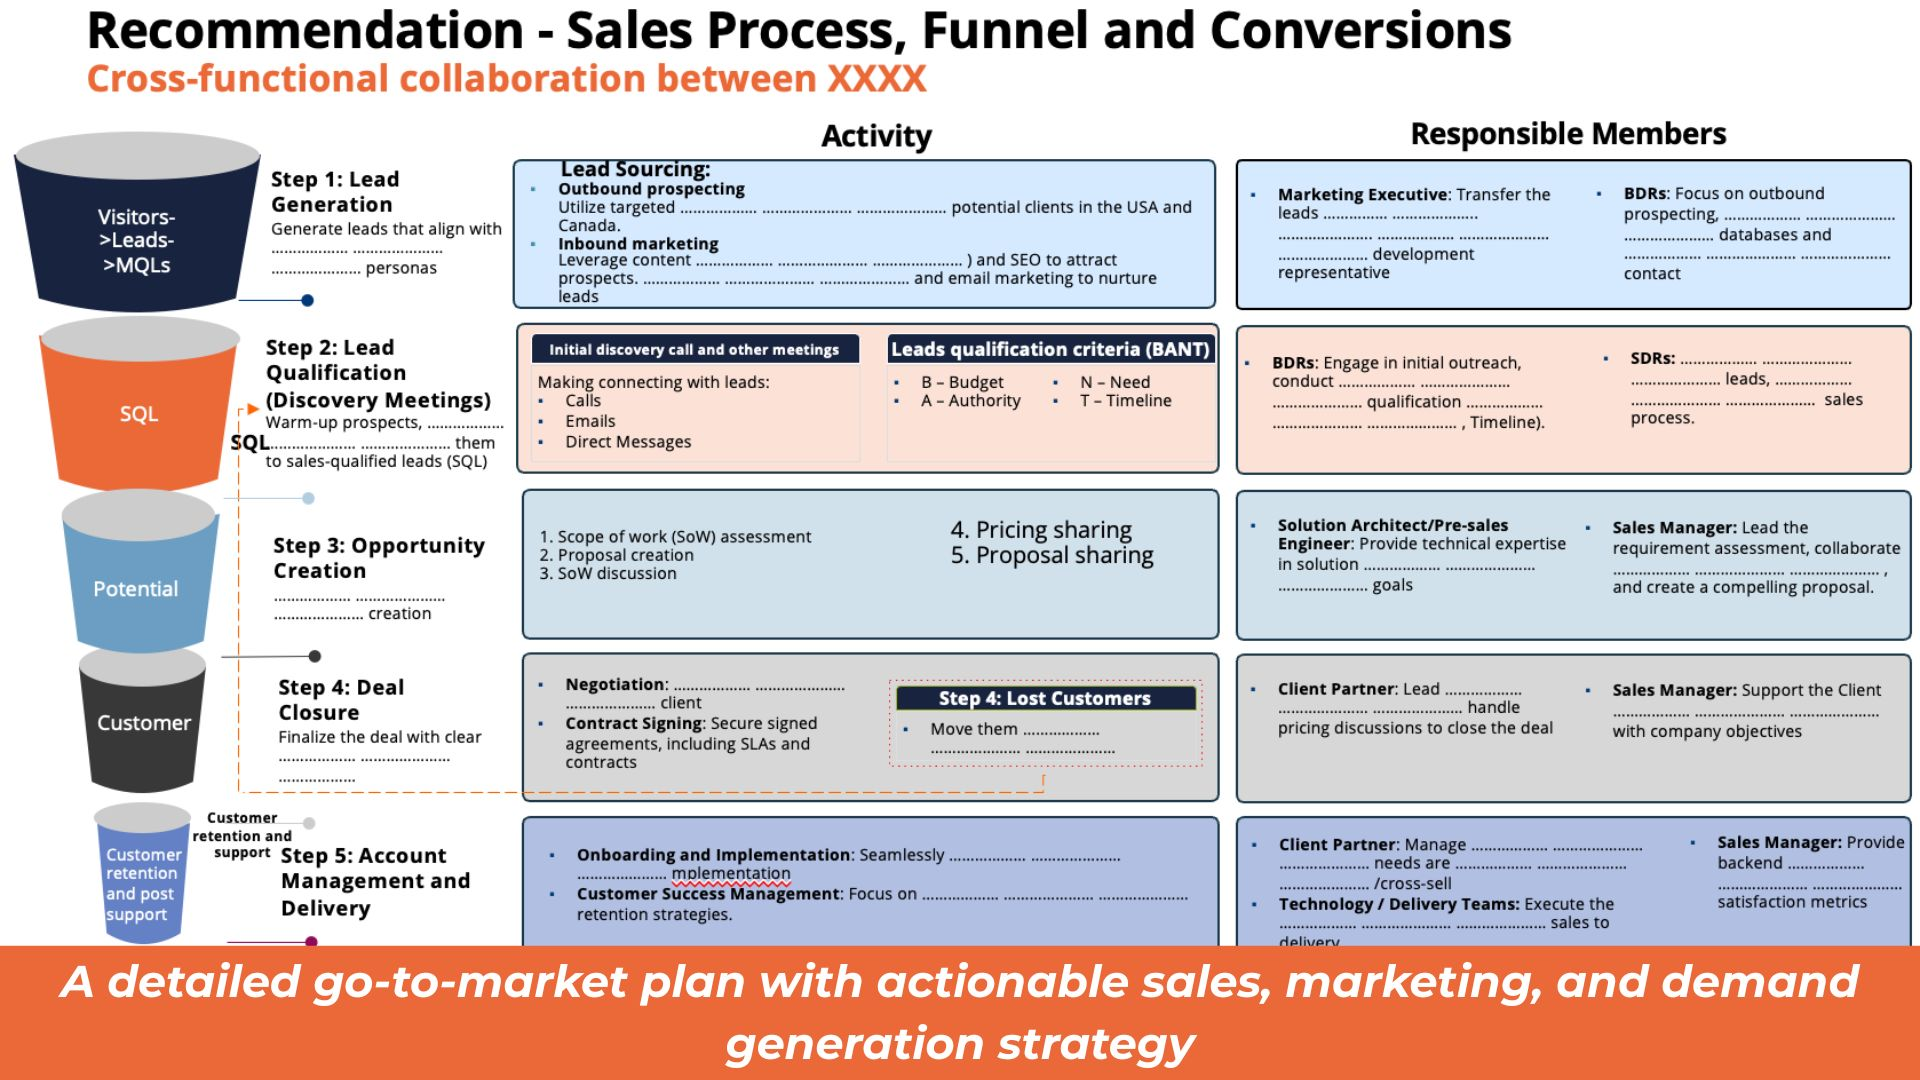 Recommendation - Sales Process, Funnel and Conversions
Cross-functional collaboration between XXXX
Activity
Responsible Members
Visitors-
>Leads-
>MQLs
Step 1: Lead
Generation
Generate leads that align with
.................. .....................
..................... personas
Lead Sourcing:
▪ Outbound prospecting
Utilize targeted .................. ..................... ..................... potential clients in the USA and
Canada.
▪ Inbound marketing
Leverage content .................. ..................... ..................... ) and SEO to attract
prospects. .................. ..................... ..................... and email marketing to nurture
leads
▪ Marketing Executive: Transfer the
leads ............... ....................
...................... ................... .....................
..................... development
representative
▪ BDRs: Focus on outbound
prospecting, .................. .....................
..................... databases and
.................. ..................... .....................
contact
SQL
Step 2: Lead
Qualification
(Discovery Meetings)
Warm-up prospects, ..................
SQL..................... ..................... them
to sales-qualified leads (SQL)
Initial discovery call and other meetings
Making connecting with leads:
▪ Calls
▪ Emails
▪ Direct Messages
Leads qualification criteria (BANT)
▪ B – Budget
▪ A – Authority
▪ N – Need
▪ T – Timeline
▪ BDRs: Engage in initial outreach,
conduct .................. .....................
..................... qualification ..................
..................... ..................... , Timeline).
▪ SDRs: .................. .....................
..................... leads, ..................
..................... ..................... sales
process.
Potential
Step 3: Opportunity
Creation
.................. .....................
..................... creation
1. Scope of work (SoW) assessment
2. Proposal creation
3. SoW discussion
4. Pricing sharing
5. Proposal sharing
▪ Solution Architect/Pre-sales
Engineer: Provide technical expertise
in solution .................. .....................
..................... goals
▪ Sales Manager: Lead the
requirement assessment, collaborate
.................. ..................... ..................... ,
and create a compelling proposal.
Customer
Step 4: Deal
Closure
Finalize the deal with clear
.................. .....................
..................
▪ Negotiation: .................. .....................
..................... client
▪ Contract Signing: Secure signed
agreements, including SLAs and
contracts
Step 4: Lost Customers
▪ Move them ..................
..................... .....................
▪ Client Partner: Lead ..................
..................... ..................... handle
pricing discussions to close the deal
▪ Sales Manager: Support the Client
.................. ..................... .....................
with company objectives
Customer
retention and
support
Customer
retention
and post
support
Step 5: Account
Management and
Delivery
▪ Onboarding and Implementation: Seamlessly .................. .....................
..................... mplementation
▪ Customer Success Management: Focus on .................. ..................... .....................
retention strategies.
▪ Client Partner: Manage .................. .....................
..................... needs are .................. .....................
..................... /cross-sell
▪ Technology / Delivery Teams: Execute the
.................. ..................... ..................... sales to
delivery
▪ Sales Manager: Provide
backend ..................
.................. .....................
satisfaction metrics
A detailed go-to-market plan with actionable sales, marketing, and demand
generation strategy